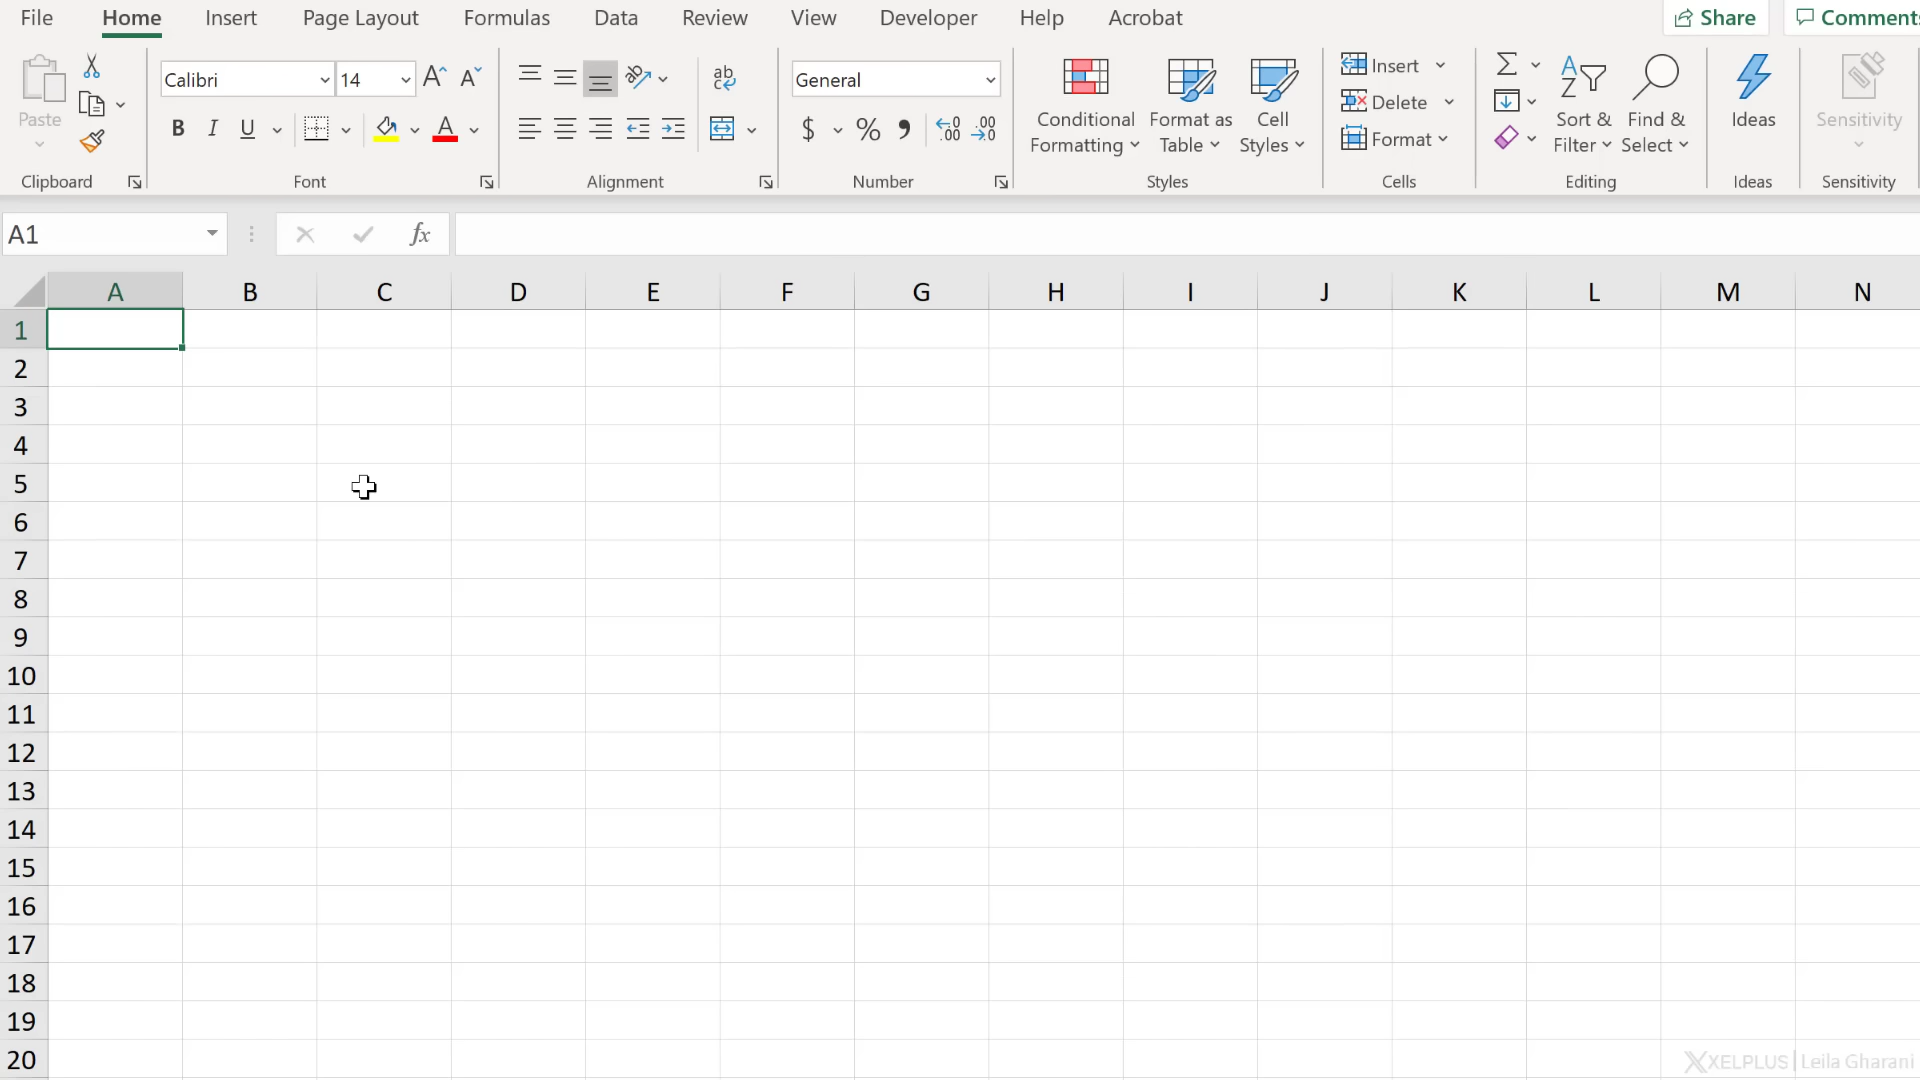 File Home Insert Page Layout Formulas Data Review View Developer Help Acrobat Share Comments
Calibri 14 A A ab General Insert
Paste Conditional Format as Cell Delete Sort & Find & Ideas Sensitivity
B I U A $ % Formatting Table Styles Format Filter Select
Clipboard Font Alignment Number Styles Cells Editing Ideas Sensitivity
A1 fx
A B C D E F G H I J K L M N
1
2
3
4
5
6
7
8
9
10
11
12
13
14
15
16
17
18
19
20
XELPLUS | Leila Gharani